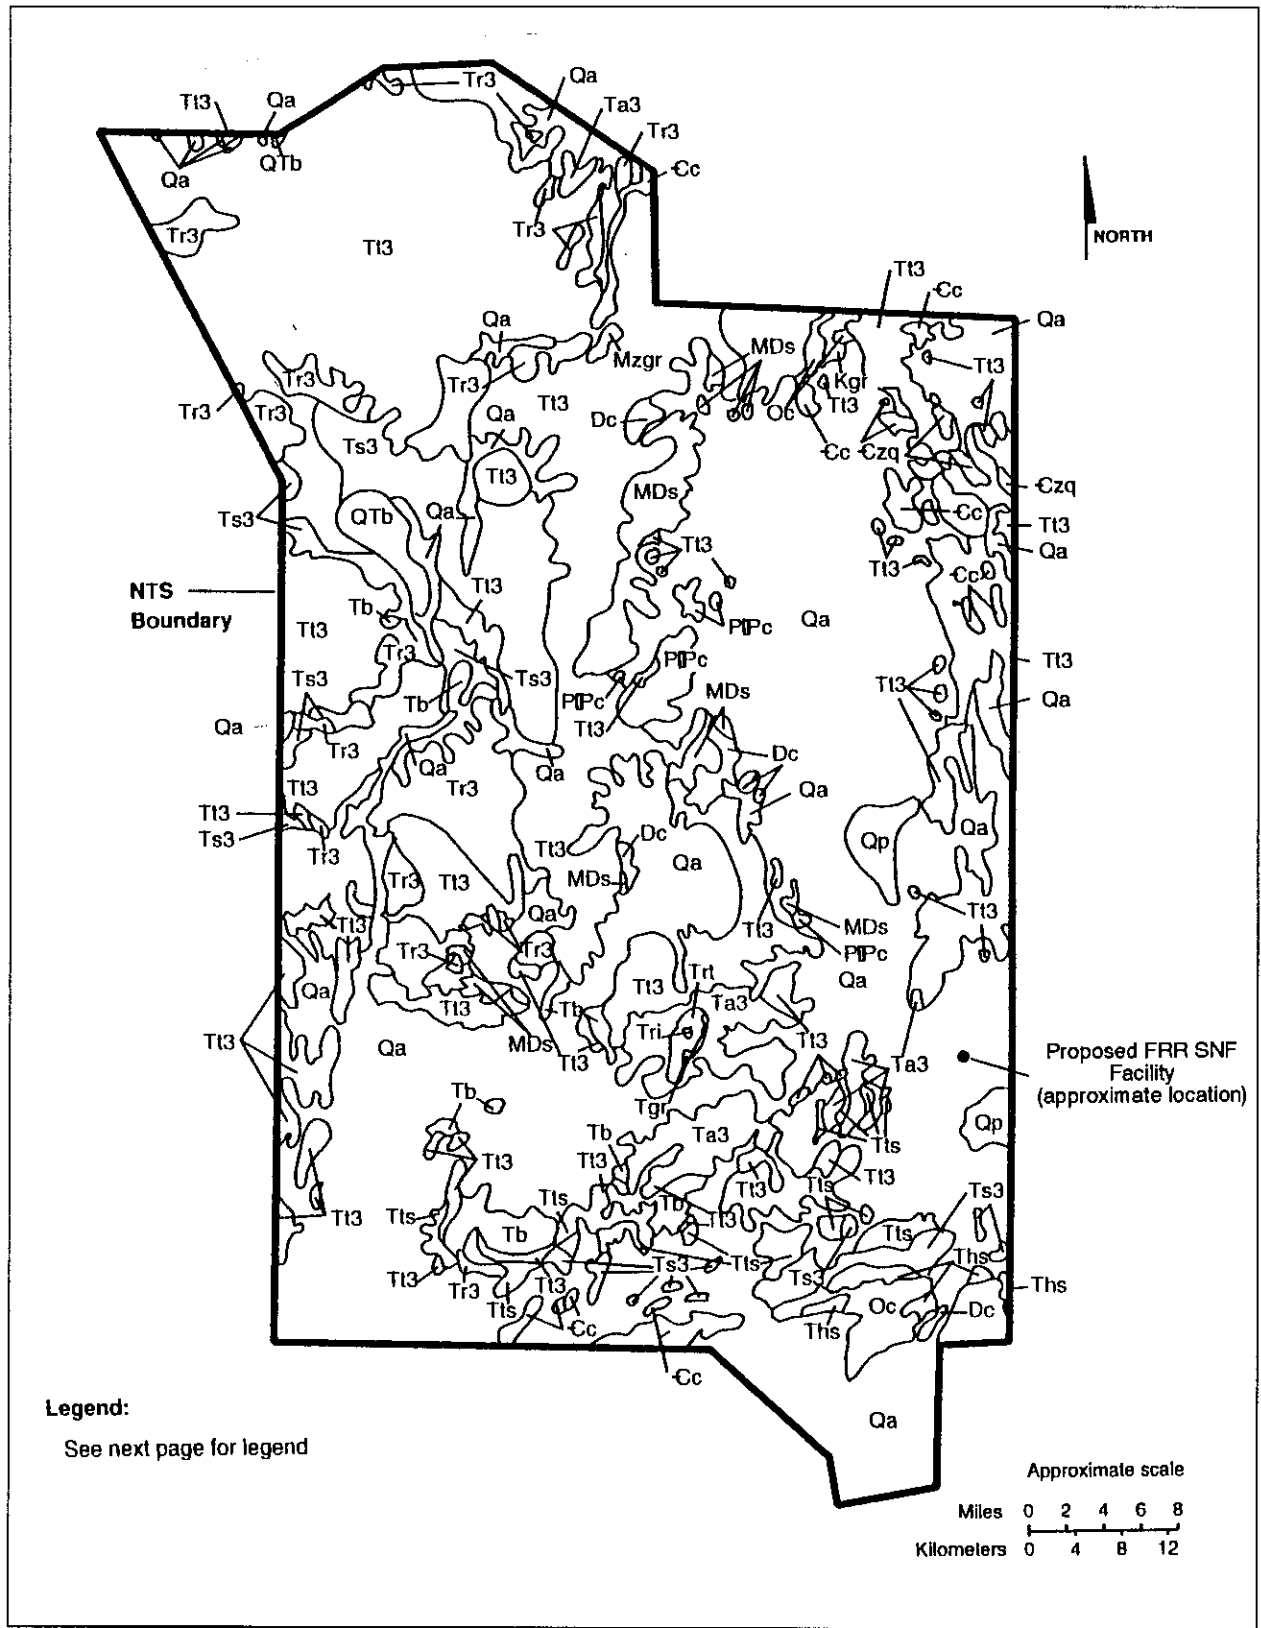 Qa
Tr3
Tt3
Qa
Ta3
Tr3
QTb
Cc
Qa
Tr3
Tr3
Tt3
NORTH
Tt3
Cc
Qa
Qa
MDs
Mzgr
Tt3
Tr3
Tr3
Kgr
Tr3
Tr3
Tt3
Tt3
Qa
Dc
Oc
Ts3
Cc
Czq
Tt3
MDs
Czq
QTb
Qa
Cc
Ts3
Tt3
Tt3
Qa
Tt3
Tt3
Cc
NTS
Boundary
Tb
Tt3
Qa
Tr3
Tt3
Ts3
Ts3
Tt3
MDs
Tb
Qa
Qa
Tt3
Tr3
Dc
Qa
Qa
Tt3
Tr3
Qa
Tt3
Ts3
Qp
Qa
Tr3
Dc
Tt3
Qa
Tr3
Tt3
MDs
Qa
Tt3
Tt3
MDs
Tt3
Tr3
Tr3
Qa
Trt
Qa
Tt3
Ta3
Tt3
Tb
Tri
Tt3
Qa
MDs
Tt3
Ta3
Proposed FRR SNF
Facility
(approximate location)
Tb
Tgr
Qp
Ta3
Tts
Tb
Tt3
Tt3
Tt3
Tt3
Tts
Ts3
Tts
Tb
Tt3
Tts
Tt3
Tb
Tts
Ths
Ts3
Tts
Ts3
Tt3
Tr3
Tt3
Ths
Tts
Oc
Dc
Cc
Ths
Cc
Qa
Legend:
See next page for legend
Approximate scale
Miles 0 2 4 6 8
Kilometers 0 4 8 12